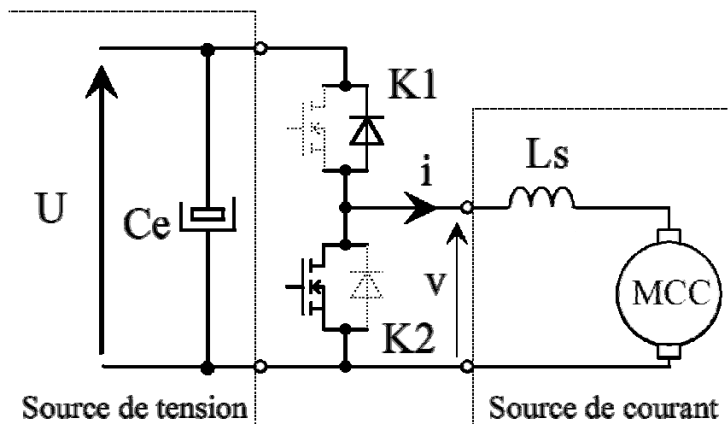 K1
Ls
i
U
Ce
v
MCC
K2
Source de tension
Source de courant